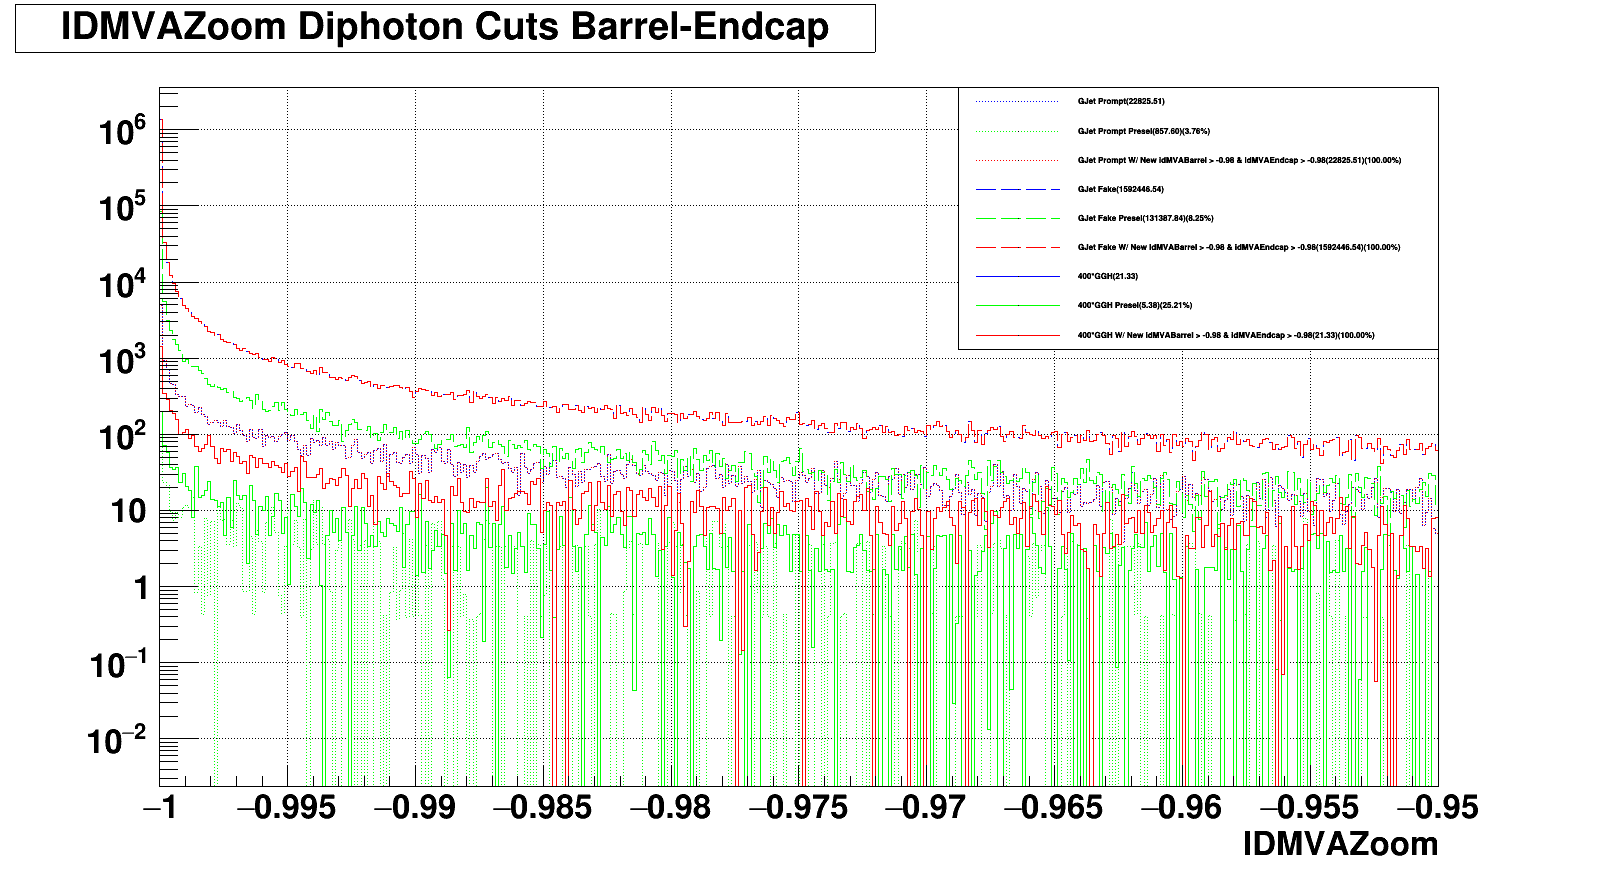 IDMVAZoom Diphoton Cuts Barrel-Endcap
GJet Prompt(22825.51)
GJet Prompt Presel(857.60)(3.76%)
GJet Prompt W/ New idMVABarrel > -0.98 & idMVAEndcap > -0.98(22825.51)(100.00%)
GJet Fake(1592446.54)
GJet Fake Presel(131387.84)(8.25%)
GJet Fake W/ New idMVABarrel > -0.98 & idMVAEndcap > -0.98(1592446.54)(100.00%)
400*GGH(21.33)
400*GGH Presel(5.38)(25.21%)
400*GGH W/ New idMVABarrel > -0.98 & idMVAEndcap > -0.98(21.33)(100.00%)
10^6
10^5
10^4
10^3
10^2
10
1
10^−1
10^−2
−1 −0.995 −0.99 −0.985 −0.98 −0.975 −0.97 −0.965 −0.96 −0.955 −0.95
IDMVAZoom